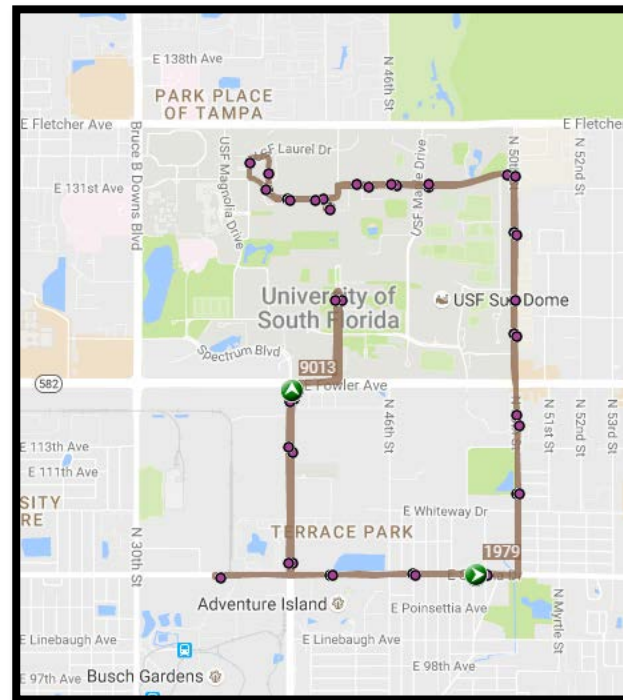 E 138th Ave
N 46th St
PARK PLACE
OF TAMPA
E Fletcher Ave
E Fletcher
Bruce B Downs Blvd
USF Magnolia Drive
Laurel Dr
N 50th
N 52nd St
E 131st Ave
USF Maple Drive
University of
South Florida
USF Sun Dome
Spectrum Blvd
9013
582
E Fowler Ave
N 46th St
N 51st St
N 52nd St
N 53rd St
E 113th Ave
E 111th Ave
SITY
RE
E Whiteway Dr
N 30th St
TERRACE PARK
1979
Adventure Island
E Poinsettia Ave
N Myrtle St
E Linebaugh Ave
E Linebaugh Ave
E 97th Ave
Busch Gardens
E 98th Ave